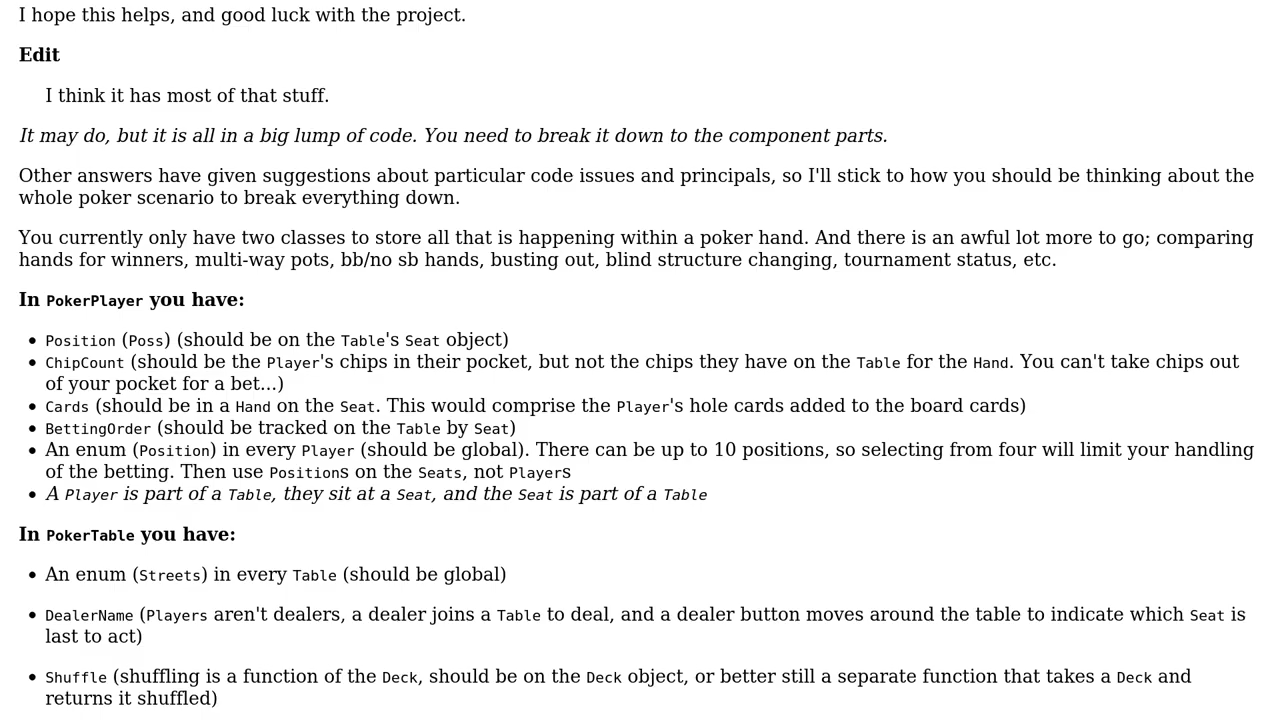 I hope this helps, and good luck with the project.
Edit
I think it has most of that stuff.
It may do, but it is all in a big lump of code. You need to break it down to the component parts.
Other answers have given suggestions about particular code issues and principals, so I'll stick to how you should be thinking about the
whole poker scenario to break everything down.
You currently only have two classes to store all that is happening within a poker hand. And there is an awful lot more to go; comparing
hands for winners, multi-way pots, bb/no sb hands, busting out, blind structure changing, tournament status, etc.
In PokerPlayer you have:
• Position (Poss) (should be on the Table's Seat object)
• ChipCount (should be the Player's chips in their pocket, but not the chips they have on the Table for the Hand. You can't take chips out
of your pocket for a bet...)
• Cards (should be in a Hand on the Seat. This would comprise the Player's hole cards added to the board cards)
• BettingOrder (should be tracked on the Table by Seat)
• An enum (Position) in every Player (should be global). There can be up to 10 positions, so selecting from four will limit your handling
of the betting. Then use Positions on the Seats, not Players
• A Player is part of a Table, they sit at a Seat, and the Seat is part of a Table
In PokerTable you have:
• An enum (Streets) in every Table (should be global)
• DealerName (Players aren't dealers, a dealer joins a Table to deal, and a dealer button moves around the table to indicate which Seat is
last to act)
• Shuffle (shuffling is a function of the Deck, should be on the Deck object, or better still a separate function that takes a Deck and
returns it shuffled)